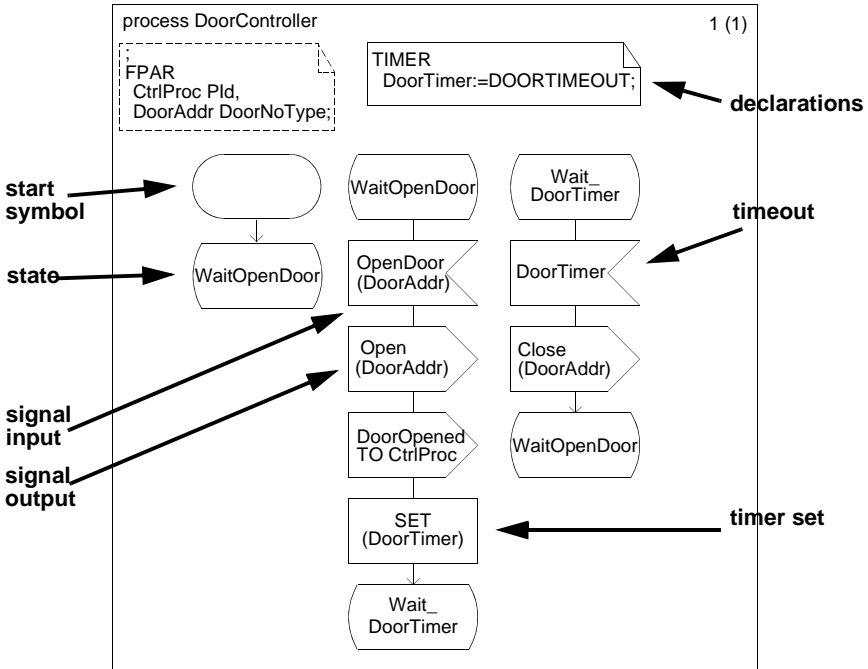 process DoorController
1 (1)
;
FPAR
CtrlProc PId,
DoorAddr DoorNoType;
TIMER
DoorTimer:=DOORTIMEOUT;
declarations
start
symbol
state
signal
input
signal
output
WaitOpenDoor
WaitOpenDoor
OpenDoor
(DoorAddr)
Open
(DoorAddr)
DoorOpened
TO CtrlProc
SET
(DoorTimer)
Wait_
DoorTimer
Wait_
DoorTimer
DoorTimer
Close
(DoorAddr)
WaitOpenDoor
timeout
timer set